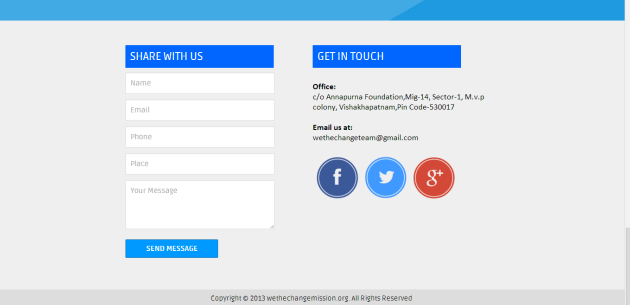 SHARE WITH US
Name
Email
Phone
Place
Your Message
SEND MESSAGE
GET IN TOUCH
Office:
c/o Annapurna Foundation,Mig-14, Sector-1, M.v.p
colony, Vishakhapatnam,Pin Code-530017
Email us at:
wethechangeteam@gmail.com
f
g+
Copyright © 2013 wethechangemission.org. All Rights Reserved